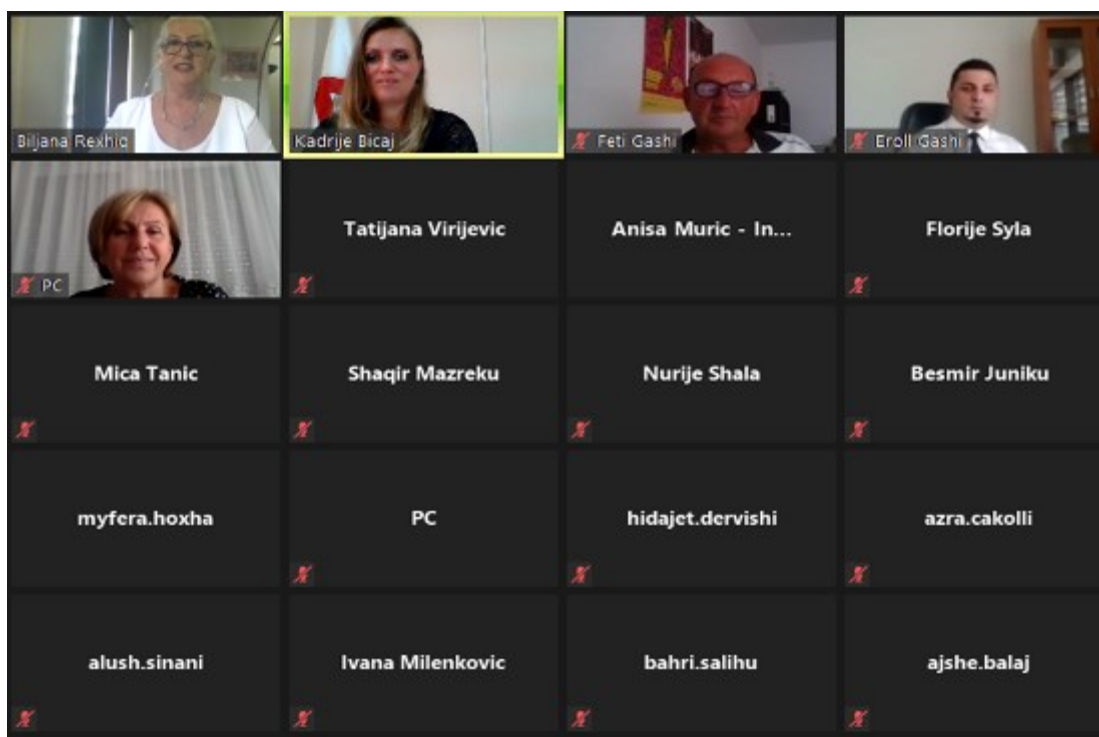 Biljana Rexhiq
Kadrije Bicaj
Feti Gashi
Eroll Gashi
PC
Tatijana Virijevic
Anisa Muric - In...
Florije Syla
Mica Tanic
Shaqir Mazreku
Nurije Shala
Besmir Juniku
myfera.hoxha
PC
hidajet.dervishi
azra.cakolli
alush.sinani
Ivana Milenkovic
bahri.salihu
ajshe.balaj